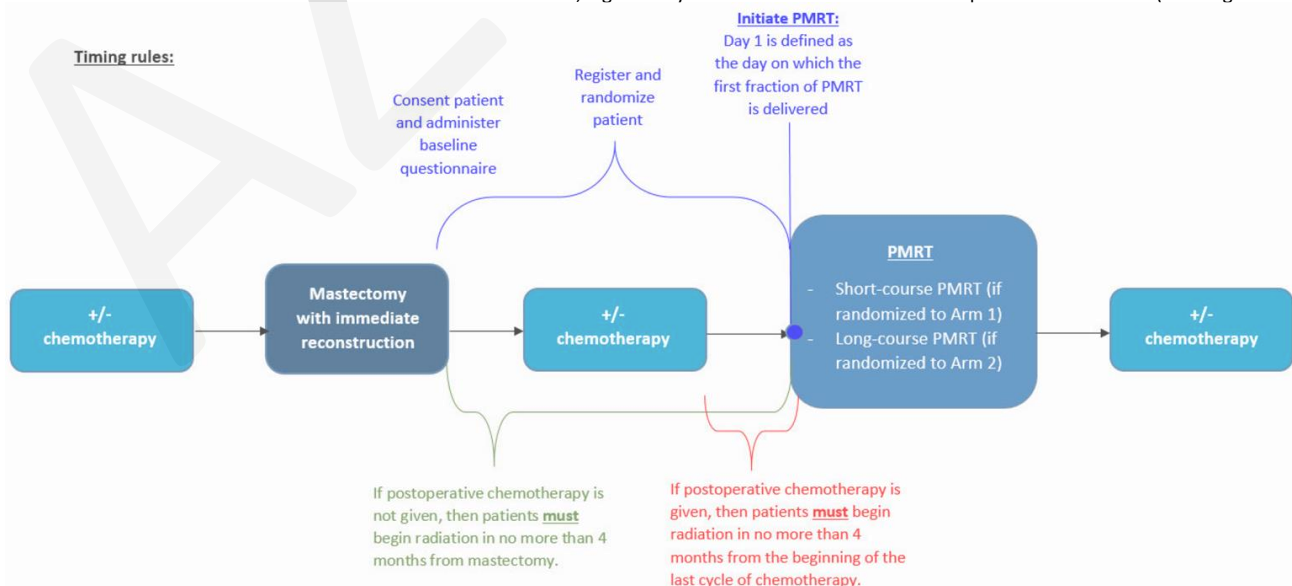 Timing rules:
Initiate PMRT:
Day 1 is defined as
the day on which the
first fraction of PMRT
is delivered
Register and
randomize
patient
Consent patient
and administer
baseline
questionnaire
+/-
chemotherapy
Mastectomy
with immediate
reconstruction
+/-
chemotherapy
PMRT
- Short-course PMRT (if
randomized to Arm 1)
- Long-course PMRT (if
randomized to Arm 2)
+/-
chemotherapy
If postoperative chemotherapy is
not given, then patients must
begin radiation in no more than 4
months from mastectomy.
If postoperative chemotherapy is
given, then patients must begin
radiation in no more than 4
months from the beginning of the
last cycle of chemotherapy.